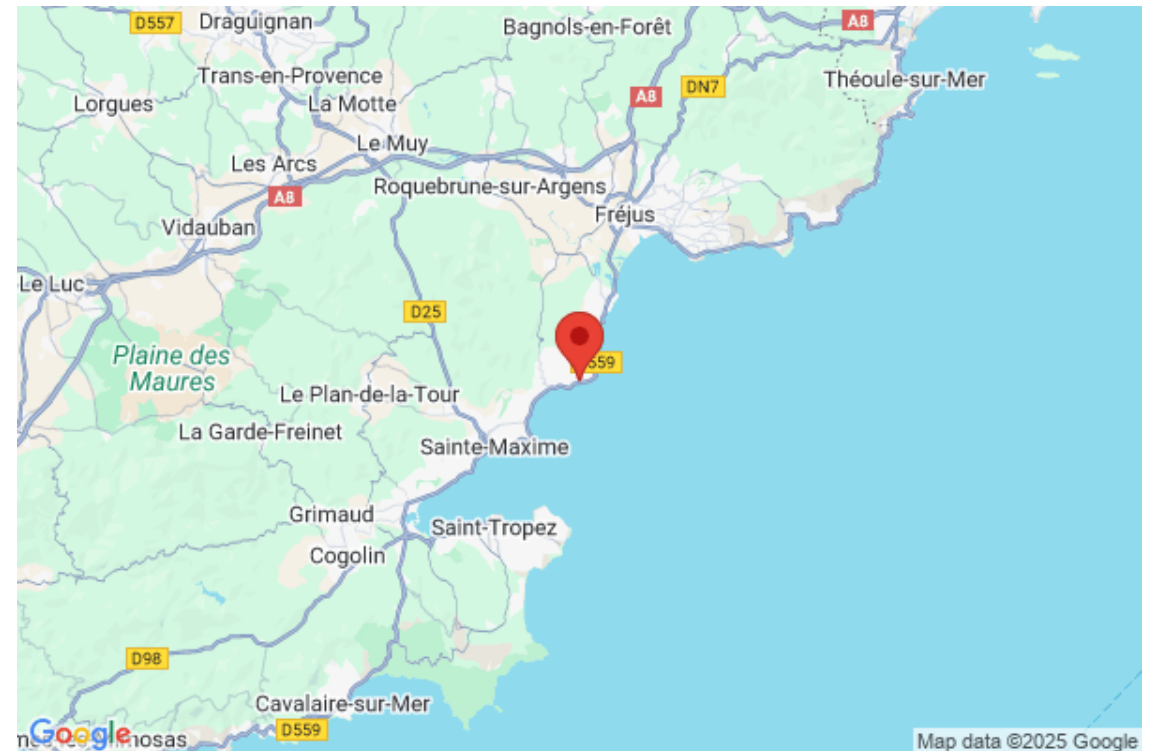 D557
Draguignan
Bagnols-en-Forêt
A8
Trans-en-Provence
Théoule-sur-Mer
DN7
A8
Lorgues
La Motte
Le Muy
Les Arcs
Roquebrune-sur-Argens
A8
Fréjus
Vidauban
Le Luc
D25
Plaine des
Maures
559
Le Plan-de-la-Tour
La Garde-Freinet
Sainte-Maxime
Grimaud
Saint-Tropez
Cogolin
D98
Cavalaire-sur-Mer
D559
Google
mosas
Map data ©2025 Google